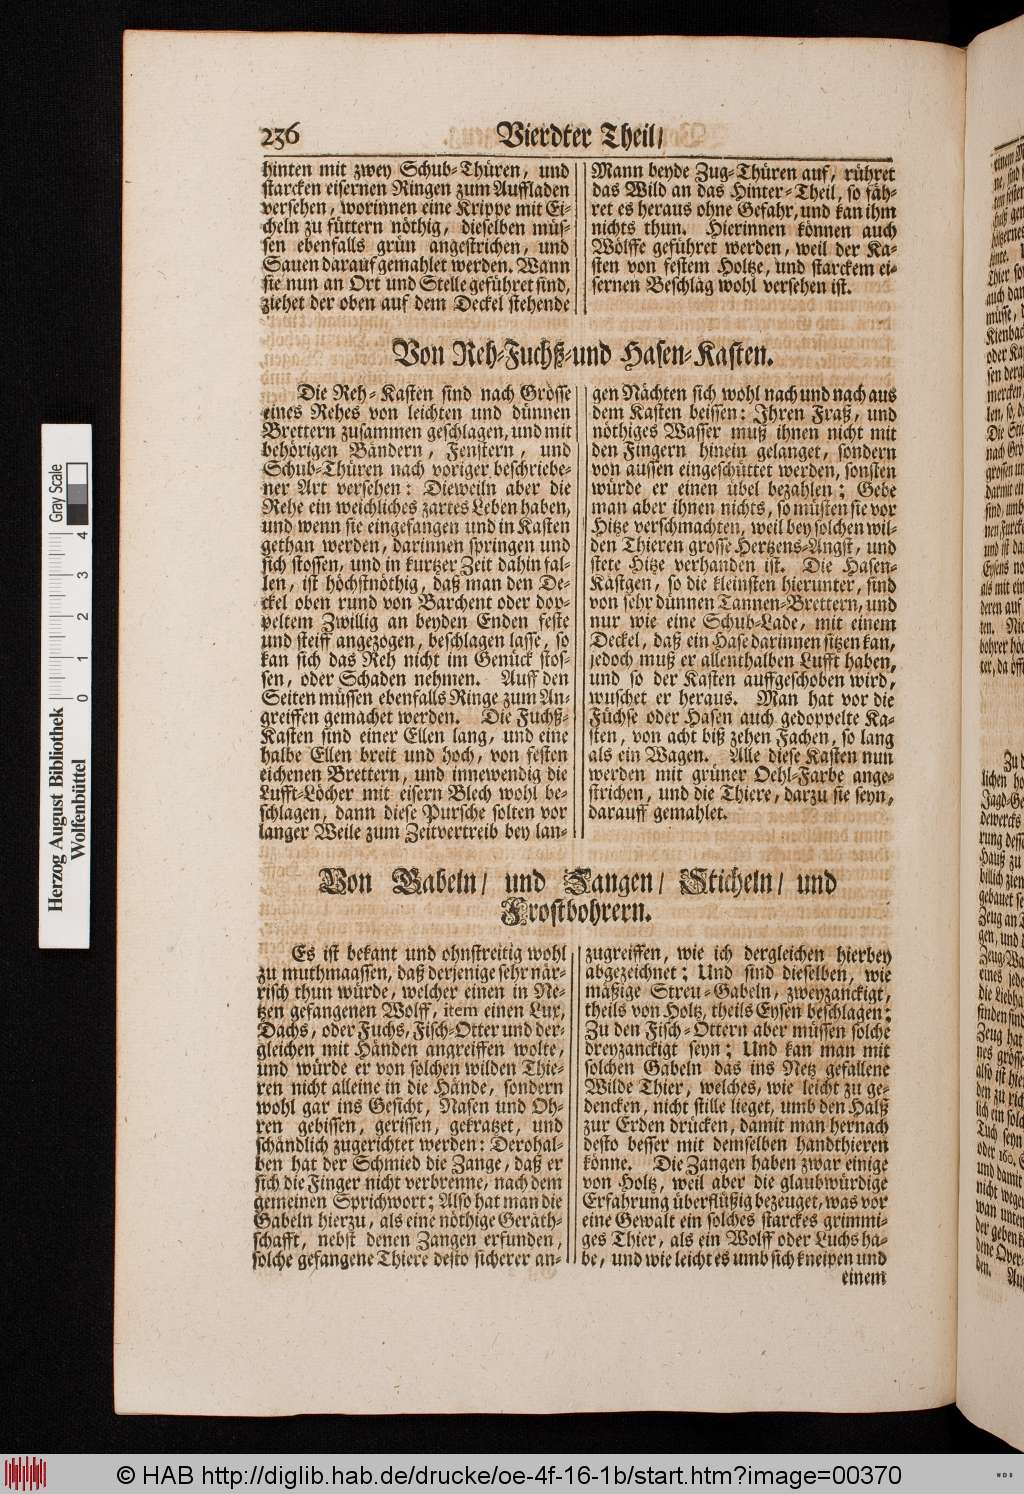 236
Vierdter Theil/
hinten mit zwey Schub-Thüren, und
starcken eisernen Ringen zum Auffladen
versehen, worinnen eine Krippe mit Ei-
cheln zu füttern nöthig, dieselben müs-
sen ebenfalls grün angestrichen, und
Sauen darauf gemahlet werden. Wann
sie nun an Ort und Stelle geführet sind,
ziehet der oben auf dem Deckel stehende
Mann beyde Zug-Thüren auf, rühret
das Wild an das Hinter-Theil, so fäh-
ret es heraus ohne Gefahr, und kan ihm
nichts thun. Hierinnen können auch
Wölffe geführet werden, weil der Ka-
sten von festem Holtze, und starckem ei-
sernen Beschläg wohl versehen ist.
Von Reh-Fuchß-und Hasen-Kasten.
Die Reh-Kasten sind nach Grösse
eines Rehes von leichten und dünnen
Brettern zusammen geschlagen, und mit
behörigen Bändern, Fenstern, und
Schub-Thüren nach voriger beschriebe-
ner Art versehen: Dieweiln aber die
Rehe ein weichliches zartes Leben haben,
und wenn sie eingefangen und in Kasten
gethan werden, darinnen springen und
sich stossen, und in kurtzer Zeit dahin fal-
len, ist höchstnöthig, daß man den De-
ckel oben rund von Barchent oder dop-
peltem Zwillig an beyden Enden feste
und steiff angezogen, beschlagen lasse, so
kan sich das Reh nicht im Genück stos-
sen, oder Schaden nehmen. Auff den
Seiten müssen ebenfalls Ringe zum An-
greiffen gemachet werden. Die Fuchß-
Kasten sind einer Ellen lang, und eine
halbe Ellen breit und hoch, von festen
eichenen Brettern, und innewendig die
Lufft-Löcher mit eisern Blech wohl be-
schlagen, dann diese Pursche solten vor
langer Weile zum Zeitvertreib bey lan-
gen Nächten sich wohl nach und nach aus
dem Kasten beissen: Ihren Fraß, und
nöthiges Wasser muß ihnen nicht mit
den Fingern hinein gelanget, sondern
von aussen eingeschüttet werden, sonsten
würde er einen übel bezahlen; Gebe
man aber ihnen nichts, so müsten sie vor
Hitze verschmachten, weil bey solchen wil-
den Thieren grosse Hertzens-Angst, und
stete Hitze verhanden ist. Die Hasen-
Kästgen, so die kleinsten hierunter, sind
von sehr dünnen Tannen-Brettern, und
nur wie eine Schub-Lade, mit einem
Deckel, daß ein Hase darinnen sitzen kan,
jedoch muß er allenthalben Lufft haben,
und so der Kasten auffgeschoben wird,
wuschet er heraus. Man hat vor die
Füchse oder Hasen auch gedoppelte Ka-
sten, von acht biß zehen Fachen, so lang
als ein Wagen. Alle diese Kasten nun
werden mit grüner Oehl-Farbe ange-
strichen, und die Thiere, darzu sie seyn,
darauff gemahlet.
Von Gabeln/ und Zangen/ Sticheln/ und
Frostbohrern.
Es ist bekant und ohnstreitig wohl
zu muthmaassen, daß derjenige sehr när-
risch thun würde, welcher einen in Ne-
tzen gefangenen Wolff, item einen Lux,
Dachs, oder Fuchs, Fisch-Otter und der-
gleichen mit Händen angreiffen wolte,
und würde er von solchen wilden Thie-
ren nicht alleine in die Hände, sondern
wohl gar ins Gesicht, Nasen und Oh-
ren gebissen, gerissen, gekratzet, und
schändlich zugerichtet werden: Derohal-
ben hat der Schmied die Zange, daß er
sich die Finger nicht verbrenne, nach dem
gemeinen Sprichwort; Also hat man die
Gabeln hierzu, als eine nöthige Geräth-
schafft, nebst denen Zangen erfunden,
solche gefangene Thiere desto sicherer an-
zugreiffen, wie ich dergleichen hierbey
abgezeichnet; Und sind dieselben, wie
mäßige Streu-Gabeln, zweyzanckigt,
theils von Holtz, theils Eysen beschlagen:
Zu den Fisch-Ottern aber müssen solche
dreyzanckigt seyn; Und kan man mit
solchen Gabeln das ins Netz gefallene
Wilde Thier, welches, wie leicht zu ge-
dencken, nicht stille lieget, umb den Halß
zur Erden drücken, damit man hernach
desto besser mit demselben handthieren
könne. Die Zangen haben zwar einige
von Holtz, weil aber die glaubwürdige
Erfahrung überflüßig bezeuget, was vor
eine Gewalt ein solches starckes grimmi-
ges Thier, als ein Wolff oder Luchs ha-
be, und wie leicht es umb sich kneipen und
einem
Herzog August Bibliothek
Wolfenbüttel
Gray Scale
0 1 2 3 4
© HAB http://diglib.hab.de/drucke/oe-4f-16-1b/start.htm?image=00370